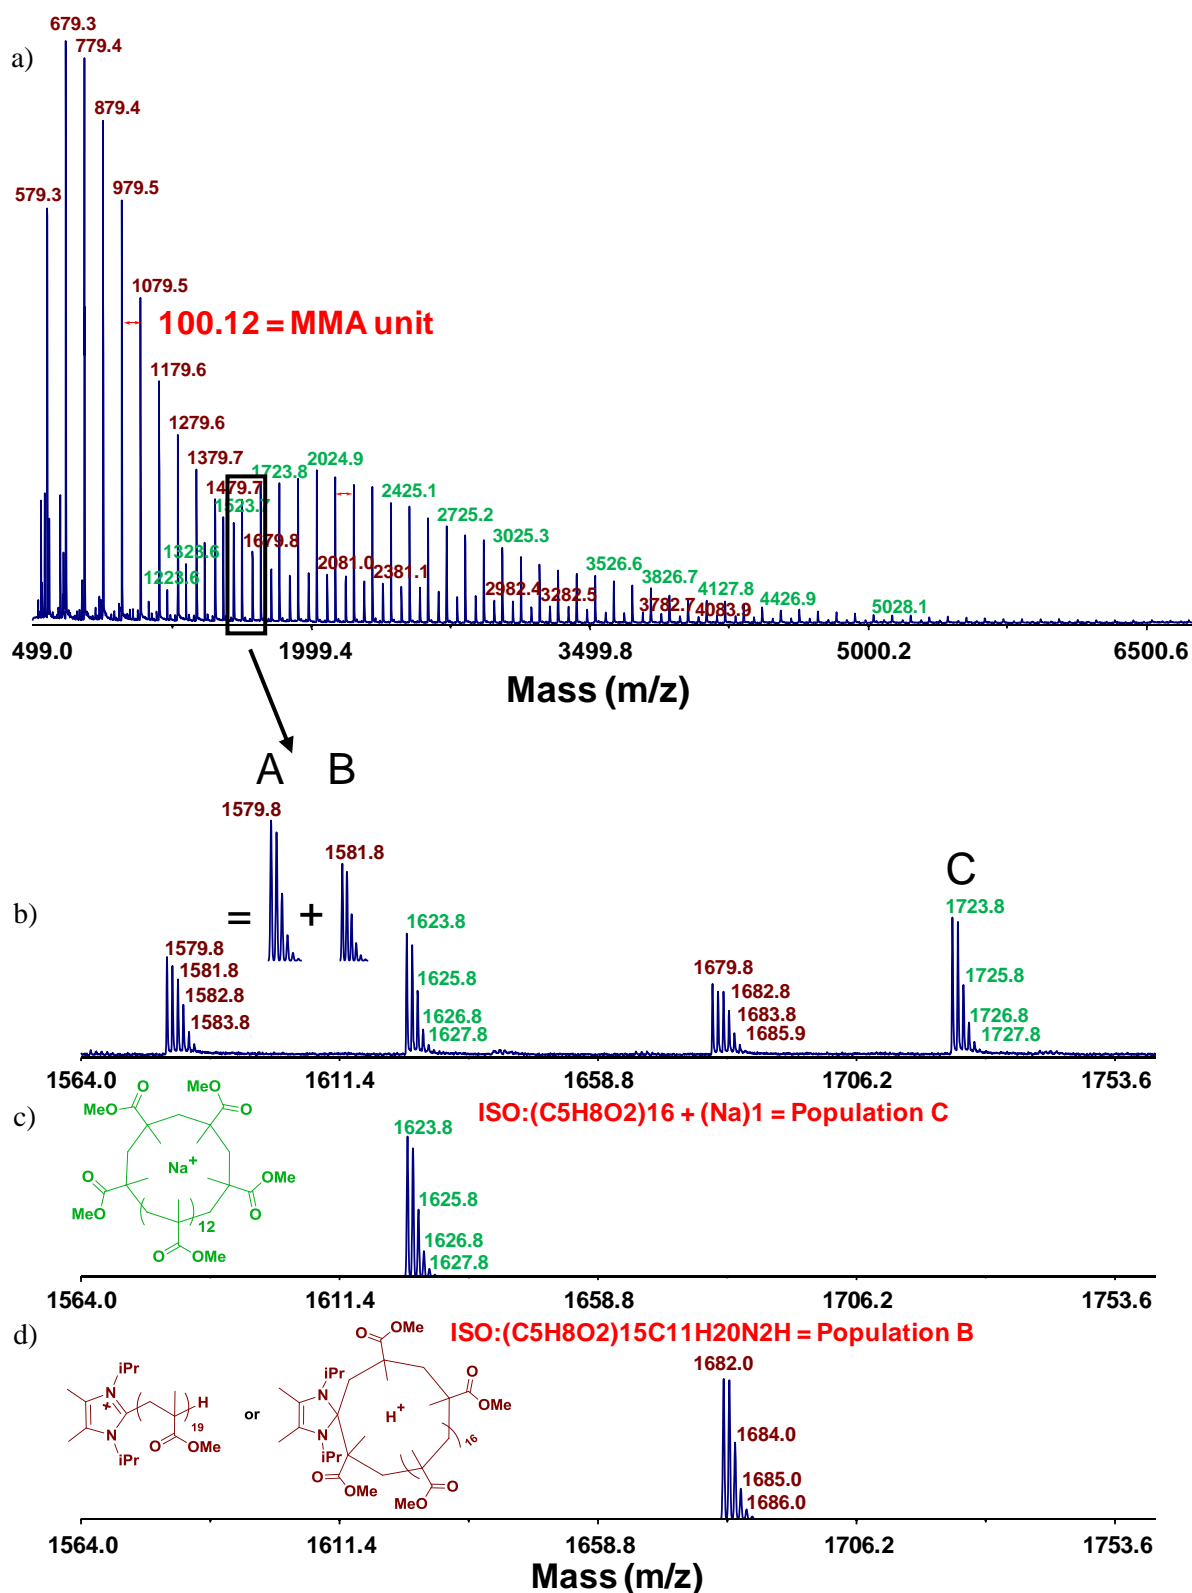 a)
679.3
779.4
879.4
579.3
979.5
1079.5
100.12 = MMA unit
1179.6
1279.6
1379.7
1479.7
1523.7
1323.6
1223.6
1723.8
1679.8
2024.9
2081.0
2425.1
2381.1
2725.2
3025.3
2982.4
3282.5
3526.6
3826.7
3782.7
4127.8
4083.9
4426.9
5028.1
499.0 1999.4 3499.8 5000.2 6500.6
Mass (m/z)
A B
1579.8
1581.8
C
b)
= +
1579.8
1581.8
1582.8
1583.8
1623.8
1625.8
1626.8
1627.8
1679.8
1682.8
1683.8
1685.9
1723.8
1725.8
1726.8
1727.8
1564.0 1611.4 1658.8 1706.2 1753.6
c)
ISO:(C5H8O2)16 + (Na)1 = Population C
MeO O MeO O
Na+
O OMe
MeO O
12
O OMe
1623.8
1625.8
1626.8
1627.8
1564.0 1611.4 1658.8 1706.2 1753.6
d)
ISO:(C5H8O2)15C11H20N2H = Population B
iPr
N
N
iPr
H
19
O OMe
or
iPr
N
N
iPr
O OMe
O OMe
H+
16
O OMe
MeO O
1682.0
1684.0
1685.0
1686.0
1564.0 1611.4 1658.8 1706.2 1753.6
Mass (m/z)